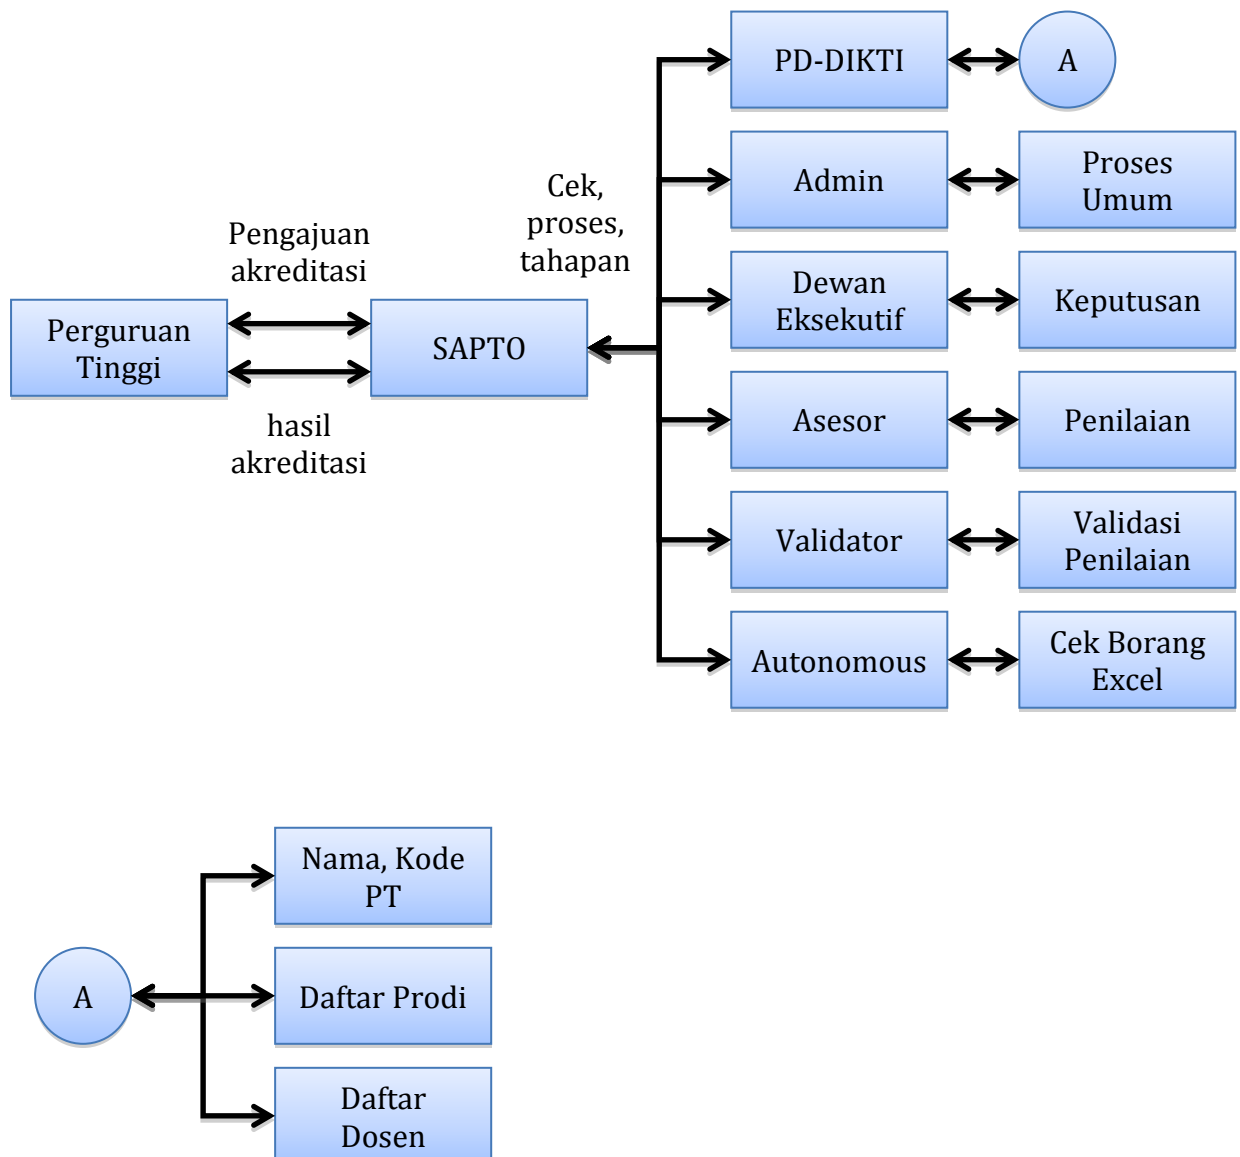 PD-DIKTI
A
Admin
Proses
Umum
Cek,
proses,
tahapan
Pengajuan
akreditasi
Perguruan
Tinggi
SAPTO
hasil
akreditasi
Dewan
Eksekutif
Keputusan
Asesor
Penilaian
Validator
Validasi
Penilaian
Autonomous
Cek Borang
Excel
A
Nama, Kode
PT
Daftar Prodi
Daftar
Dosen